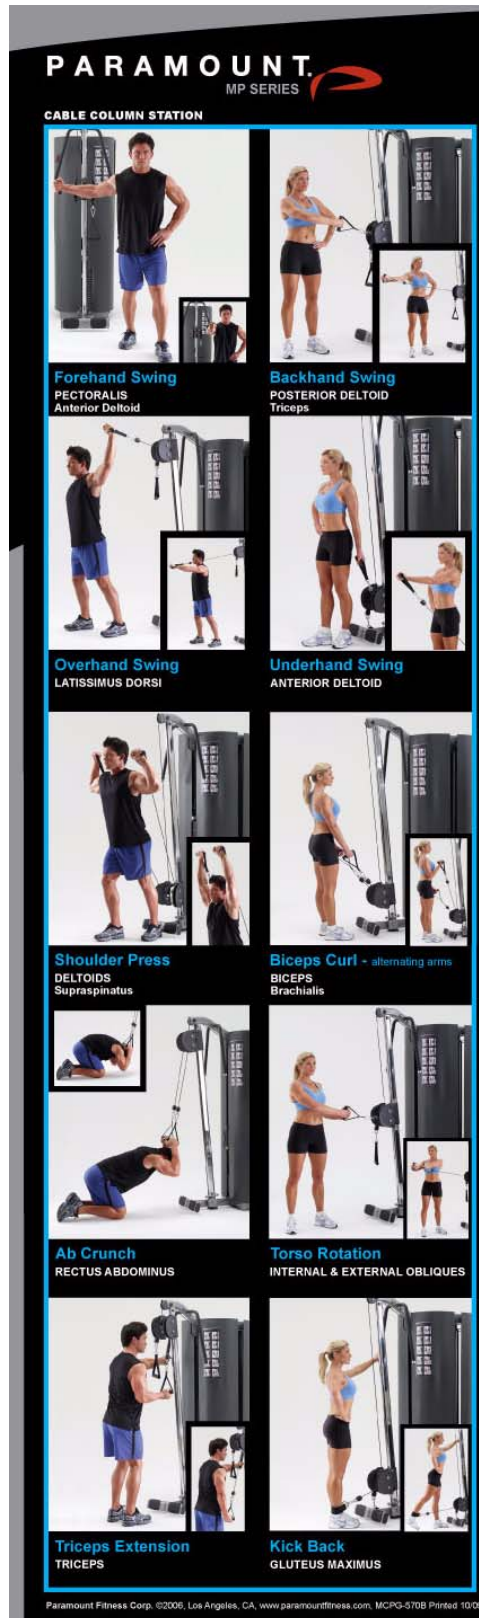 PARAMOUNT.
MP SERIES
CABLE COLUMN STATION
Forehand Swing
PECTORALIS
Anterior Deltoid
Backhand Swing
POSTERIOR DELTOID
Triceps
Overhand Swing
LATISSIMUS DORSI
Underhand Swing
ANTERIOR DELTOID
Shoulder Press
DELTOIDS
Supraspinatus
Biceps Curl - alternating arms
BICEPS
Brachialis
Ab Crunch
RECTUS ABDOMINUS
Torso Rotation
INTERNAL & EXTERNAL OBLIQUES
Triceps Extension
TRICEPS
Kick Back
GLUTEUS MAXIMUS
Paramount Fitness Corp. ©2006, Los Angeles, CA, www.paramountfitness.com, MCPG-570B Printed